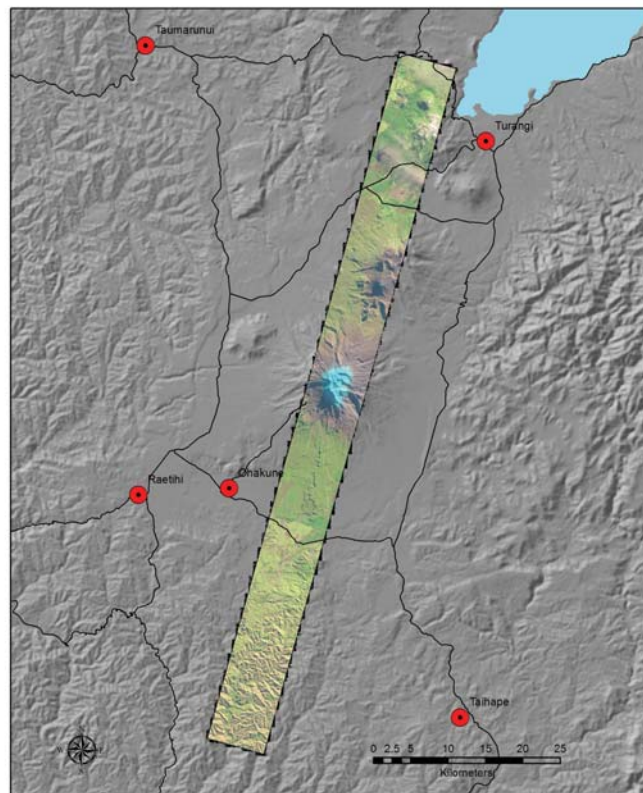 Taumarunui
Turangi
Raetihi
Ohakune
Taihape
N
W E
S
0 2.5 5 10 15 20 25
Kilometers